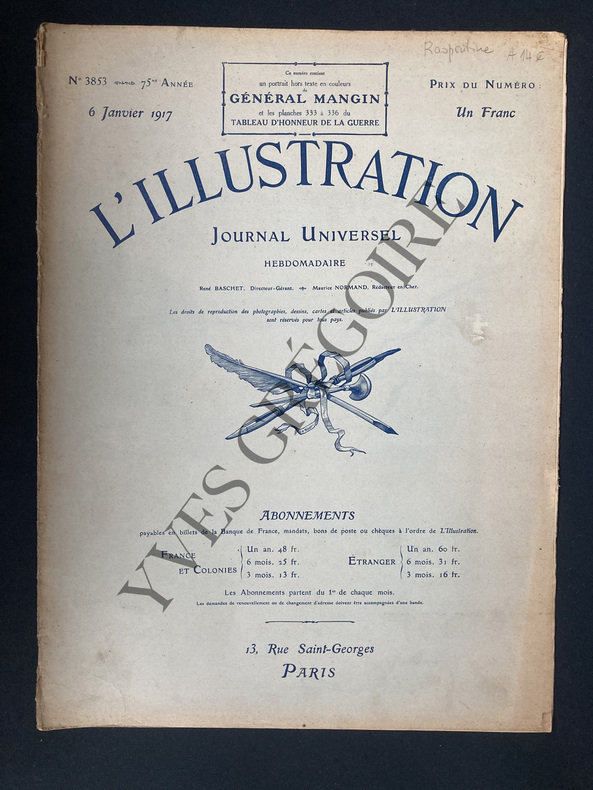 Raspoutine
14€
Nº 3853
75me ANNÉE
6 Janvier 1917
Ce numéro contient
un portrait hors texte en couleurs
du
GÉNÉRAL MANGIN
et les planches 333 à 336 du
TABLEAU D'HONNEUR DE LA GUERRE
PRIX DU NUMÉRO :
Un Franc
L'ILLUSTRATION
JOURNAL UNIVERSEL
HEBDOMADAIRE
René BASCHET, Directeur-Gérant. Maurice NORMAND, Rédacteur en Chef.
Les droits de reproduction des photographies, dessins, cartes et articles publiés par L'ILLUSTRATION
sont réservés pour tous pays.
YVES GRÉGOIRE
ABONNEMENTS
payables en billets de la Banque de France, mandats, bons de poste ou chèques à l'ordre de L'Illustration.
FRANCE
ET COLONIES
Un an. 48 fr.
6 mois. 25 fr.
3 mois. 13 fr.
ÉTRANGER
Un an. 60 fr.
6 mois. 31 fr.
3 mois. 16 fr.
Les Abonnements partent du 1er de chaque mois.
Les demandes de renouvellement ou de changement d'adresse doivent être accompagnées d'une bande.
13, Rue Saint-Georges
PARIS